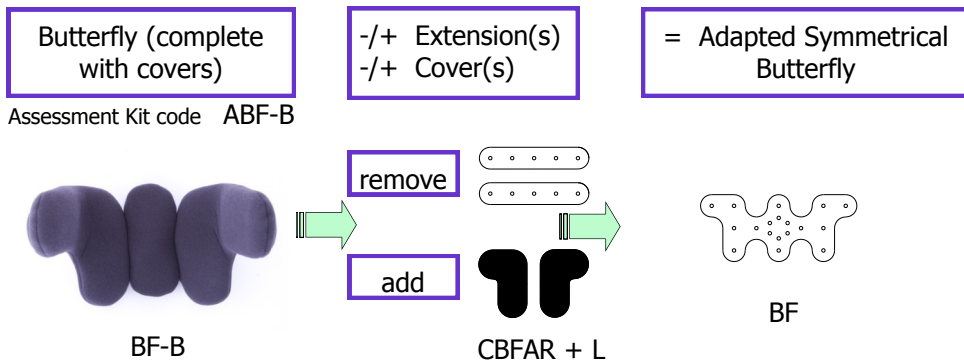 Butterfly (complete
with covers)
-/+ Extension(s)
-/+ Cover(s)
= Adapted Symmetrical
Butterfly
Assessment Kit code ABF-B
remove
add
BF-B
CBFAR + L
BF